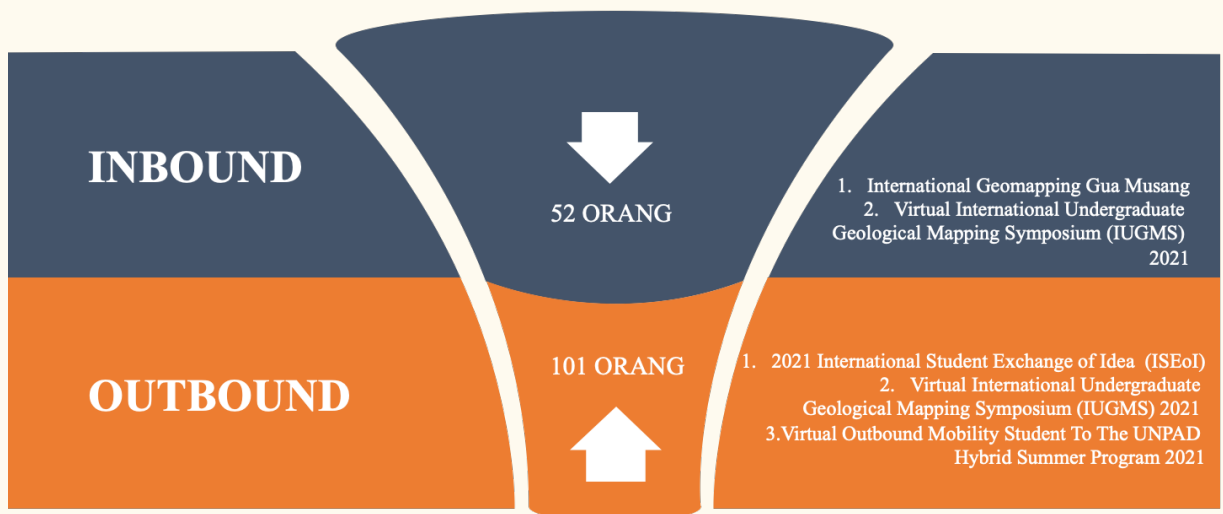 INBOUND
52 ORANG
1. International Geomapping Gua Musang
2. Virtual International Undergraduate
Geological Mapping Symposium (IUGMS)
2021
OUTBOUND
101 ORANG
1. 2021 International Student Exchange of Idea (ISEoI)
2. Virtual International Undergraduate
Geological Mapping Symposium (IUGMS) 2021
3.Virtual Outbound Mobility Student To The UNPAD
Hybrid Summer Program 2021